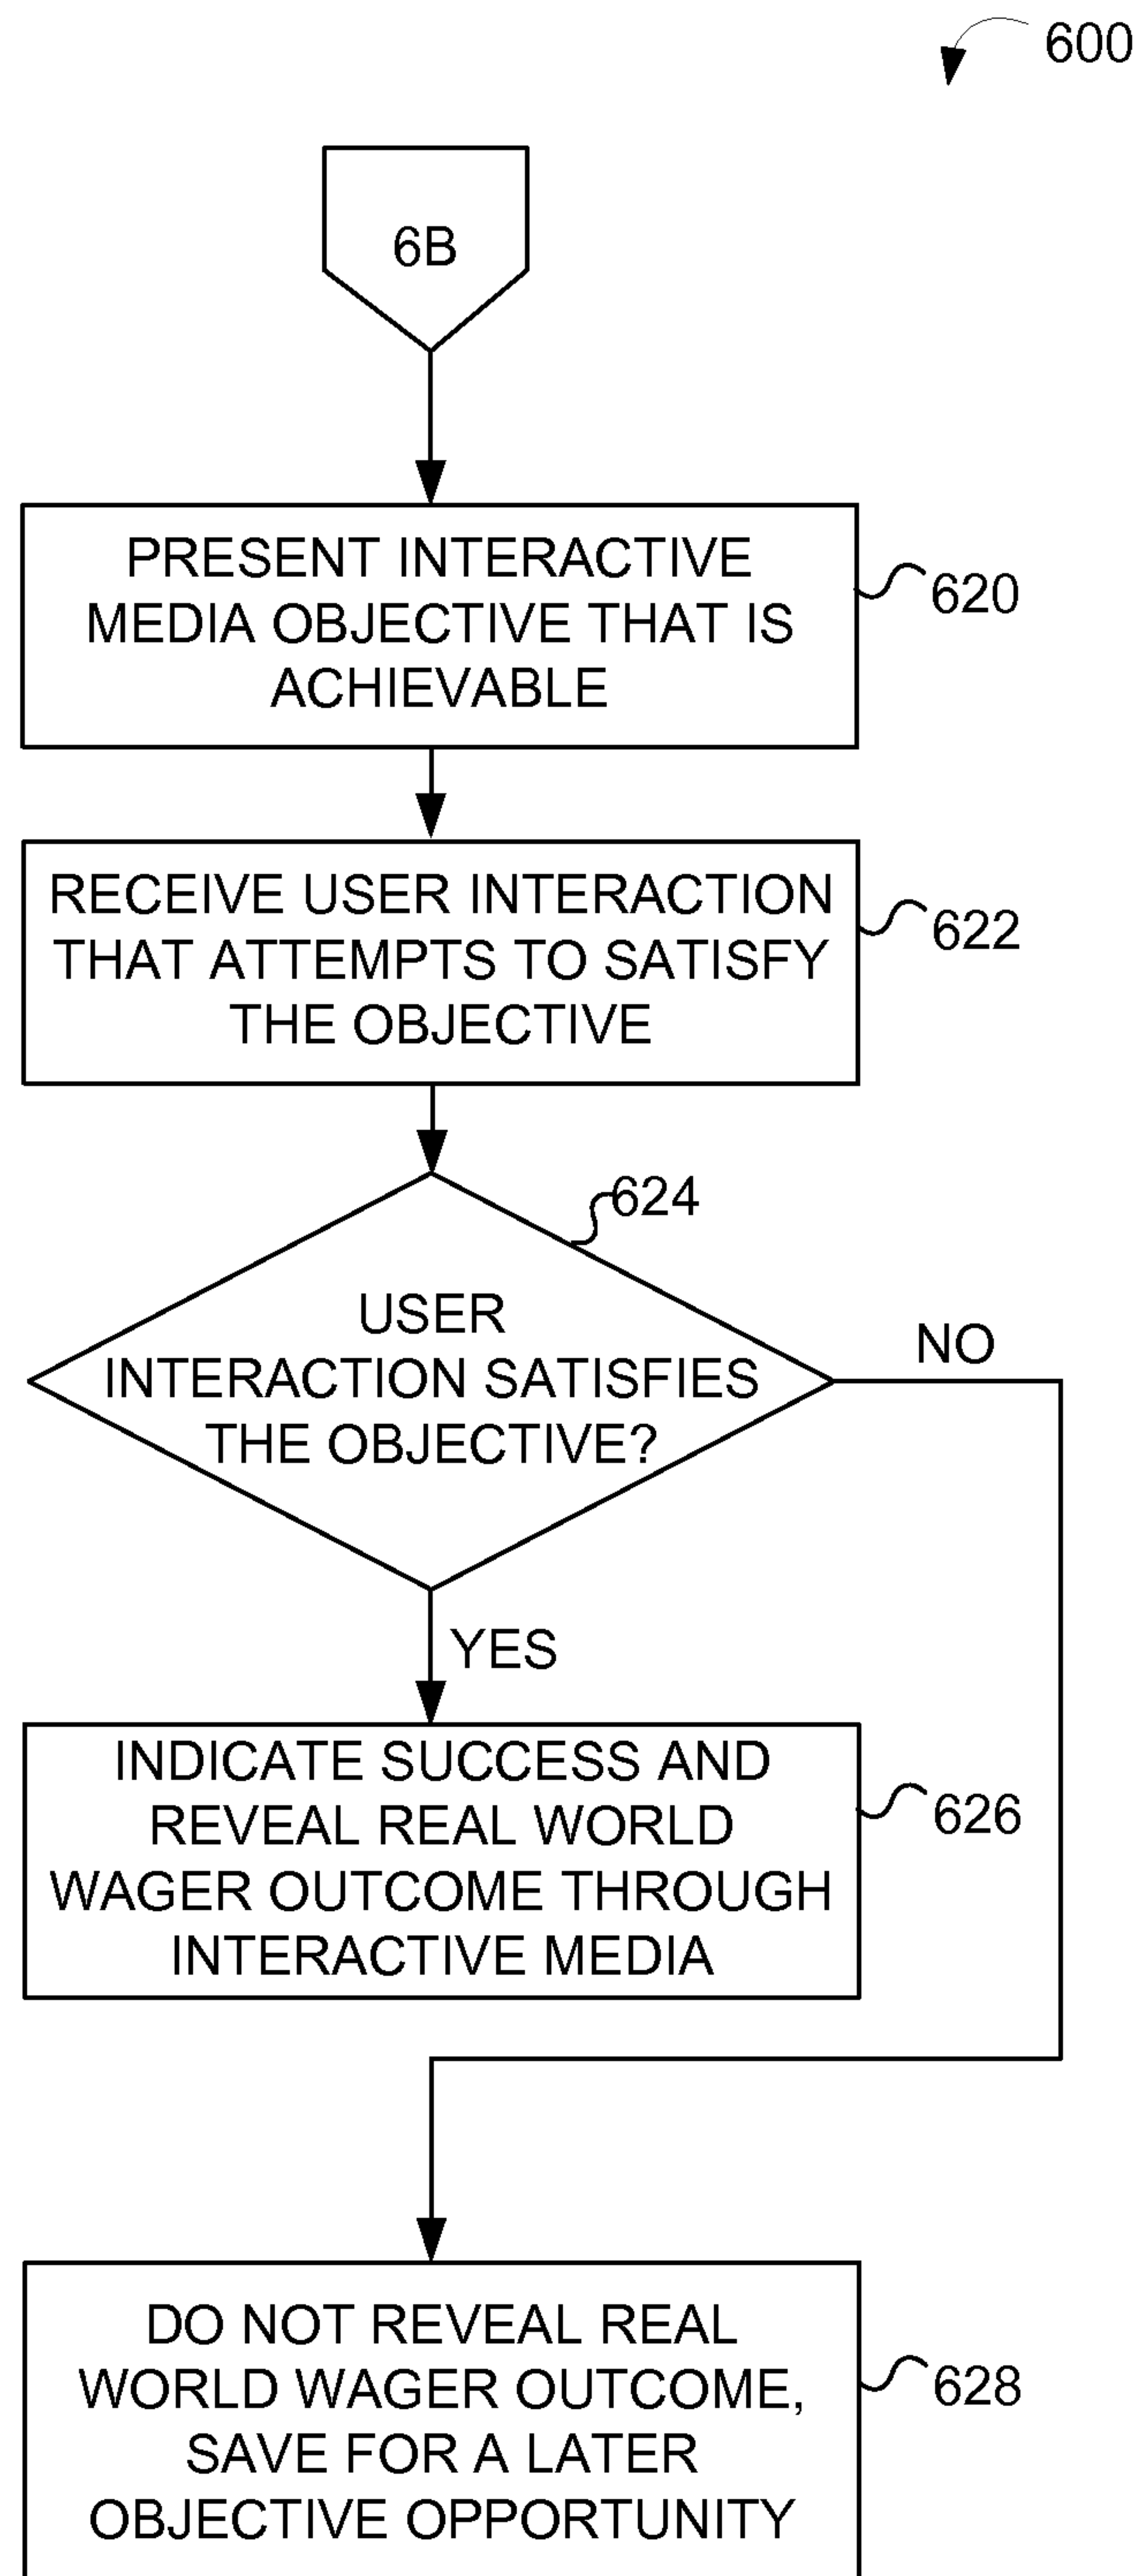 600
6B
PRESENT INTERACTIVE
MEDIA OBJECTIVE THAT IS
ACHIEVABLE
620
RECEIVE USER INTERACTION
THAT ATTEMPTS TO SATISFY
THE OBJECTIVE
622
624
USER
INTERACTION SATISFIES
THE OBJECTIVE?
NO
YES
INDICATE SUCCESS AND
REVEAL REAL WORLD
WAGER OUTCOME THROUGH
INTERACTIVE MEDIA
626
DO NOT REVEAL REAL
WORLD WAGER OUTCOME,
SAVE FOR A LATER
OBJECTIVE OPPORTUNITY
628